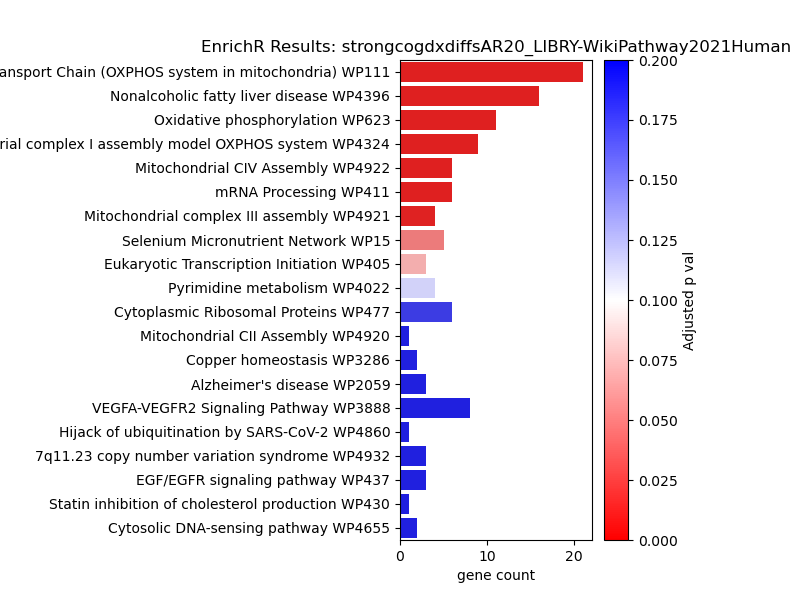 EnrichR Results: strongcogdxdiffsAR20_LIBRY-WikiPathway2021Human
ansport Chain (OXPHOS system in mitochondria) WP111
Nonalcoholic fatty liver disease WP4396
Oxidative phosphorylation WP623
rial complex I assembly model OXPHOS system WP4324
Mitochondrial CIV Assembly WP4922
mRNA Processing WP411
Mitochondrial complex III assembly WP4921
Selenium Micronutrient Network WP15
Eukaryotic Transcription Initiation WP405
Pyrimidine metabolism WP4022
Cytoplasmic Ribosomal Proteins WP477
Mitochondrial CII Assembly WP4920
Copper homeostasis WP3286
Alzheimer's disease WP2059
VEGFA-VEGFR2 Signaling Pathway WP3888
Hijack of ubiquitination by SARS-CoV-2 WP4860
7q11.23 copy number variation syndrome WP4932
EGF/EGFR signaling pathway WP437
Statin inhibition of cholesterol production WP430
Cytosolic DNA-sensing pathway WP4655
0 10 20
gene count
0.200
0.175
0.150
0.125
0.100
0.075
0.050
0.025
0.000
Adjusted p val